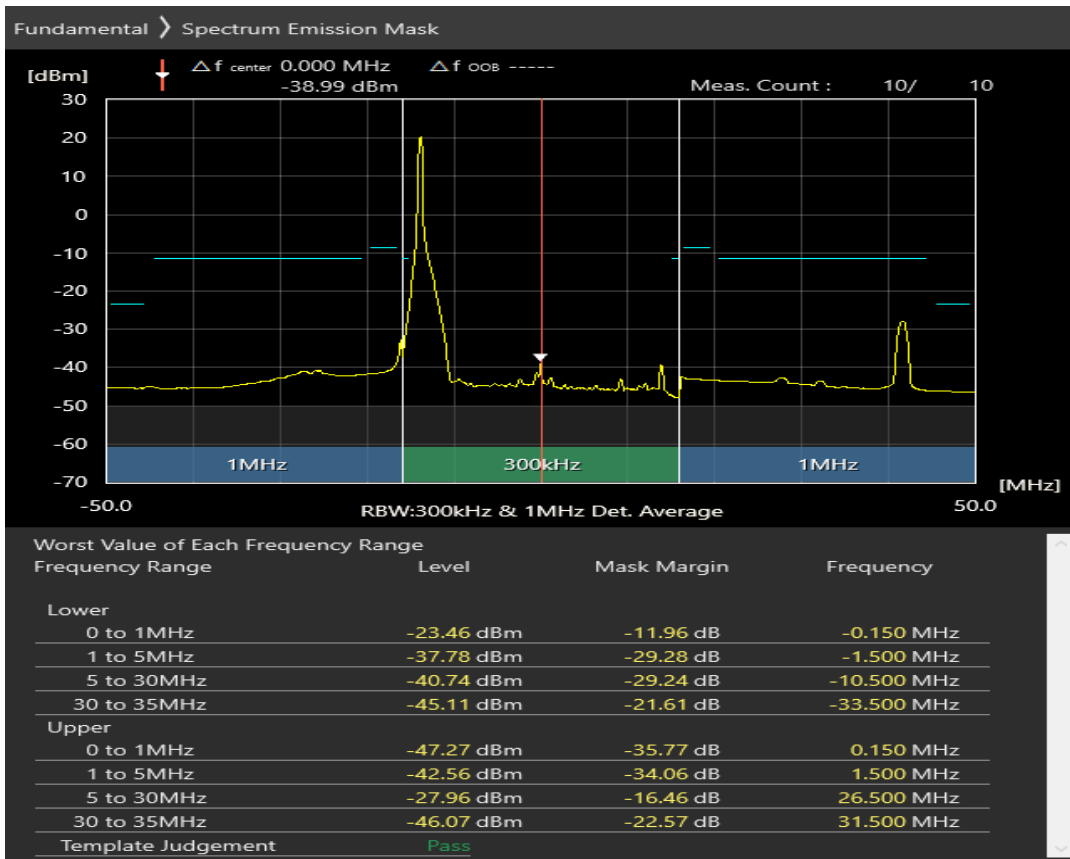 Fundamental ❭ Spectrum Emission Mask
[dBm] △f center 0.000 MHz △f OOB -----
-38.99 dBm Meas. Count : 10/ 10
30
20
10
0
-10
-20
-30
-40
-50
-60
-70
1MHz 300kHz 1MHz
[MHz]
-50.0 RBW:300kHz & 1MHz Det. Average 50.0
Worst Value of Each Frequency Range
Frequency Range Level Mask Margin Frequency
Lower
0 to 1MHz -23.46 dBm -11.96 dB -0.150 MHz
1 to 5MHz -37.78 dBm -29.28 dB -1.500 MHz
5 to 30MHz -40.74 dBm -29.24 dB -10.500 MHz
30 to 35MHz -45.11 dBm -21.61 dB -33.500 MHz
Upper
0 to 1MHz -47.27 dBm -35.77 dB 0.150 MHz
1 to 5MHz -42.56 dBm -34.06 dB 1.500 MHz
5 to 30MHz -27.96 dBm -16.46 dB 26.500 MHz
30 to 35MHz -46.07 dBm -22.57 dB 31.500 MHz
Template Judgement Pass